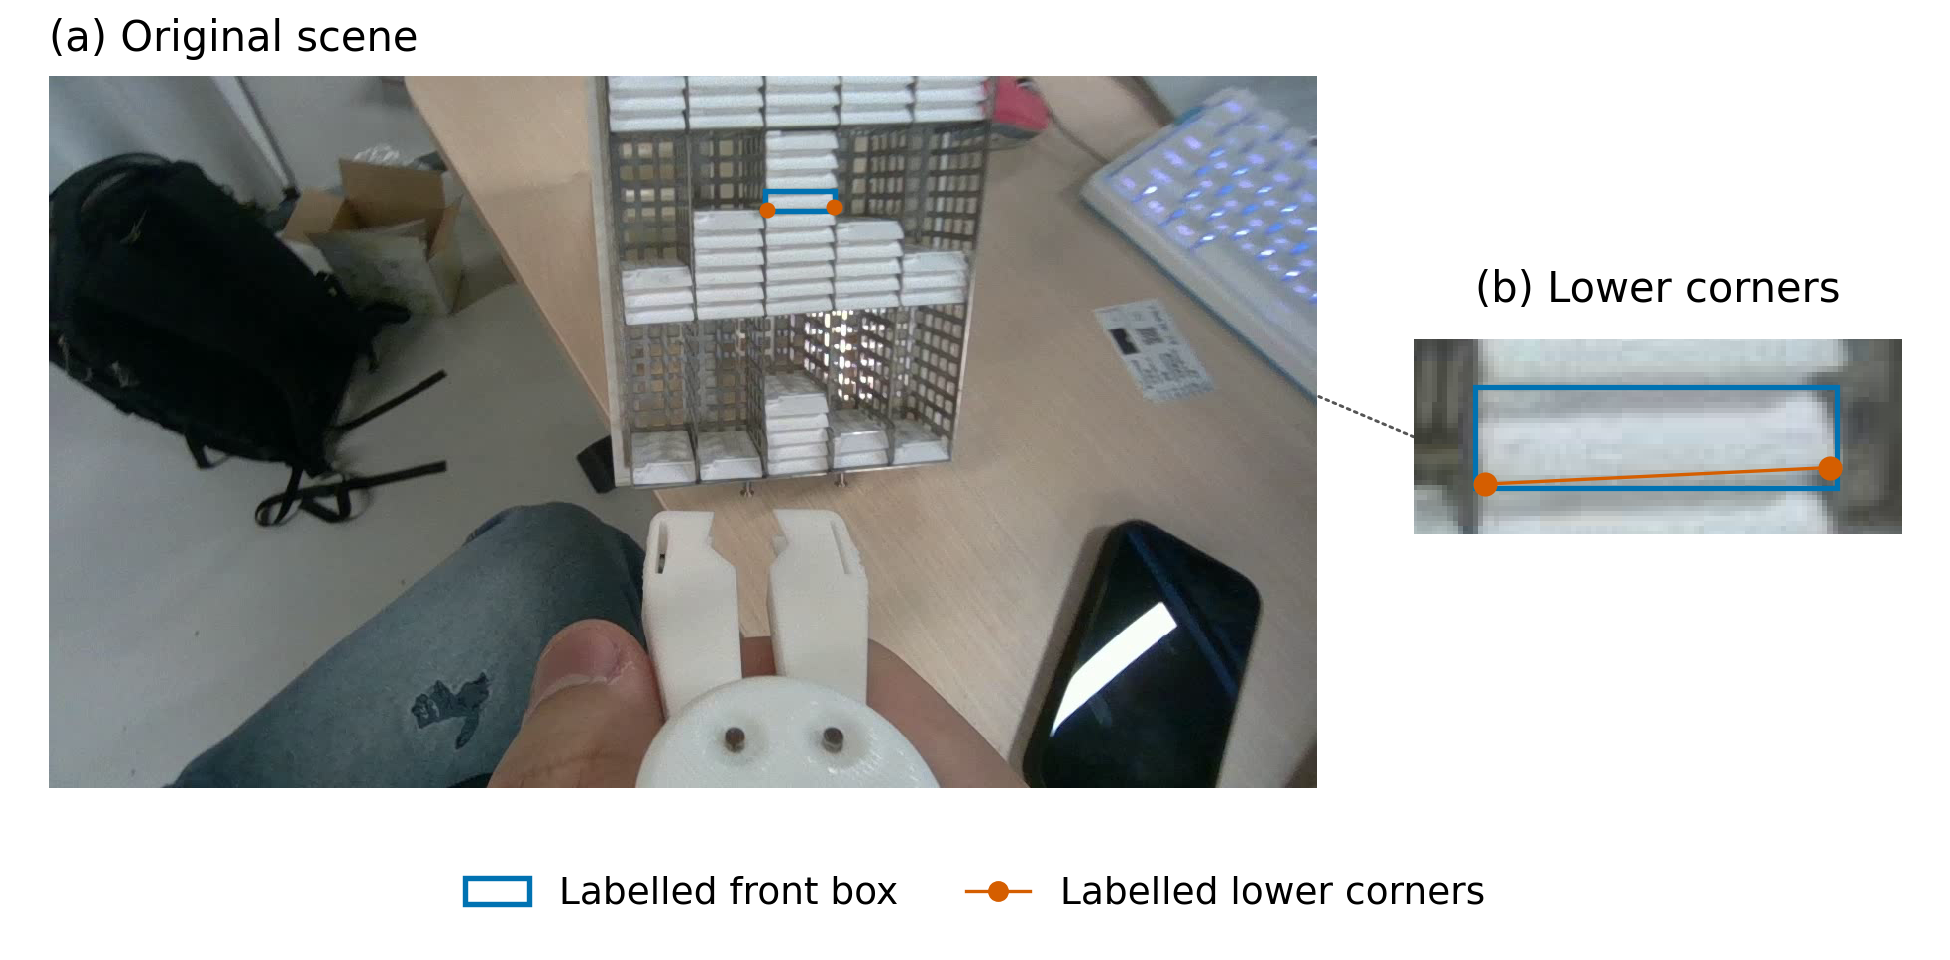 (a) Original scene
(b) Lower corners
Labelled front box
Labelled lower corners